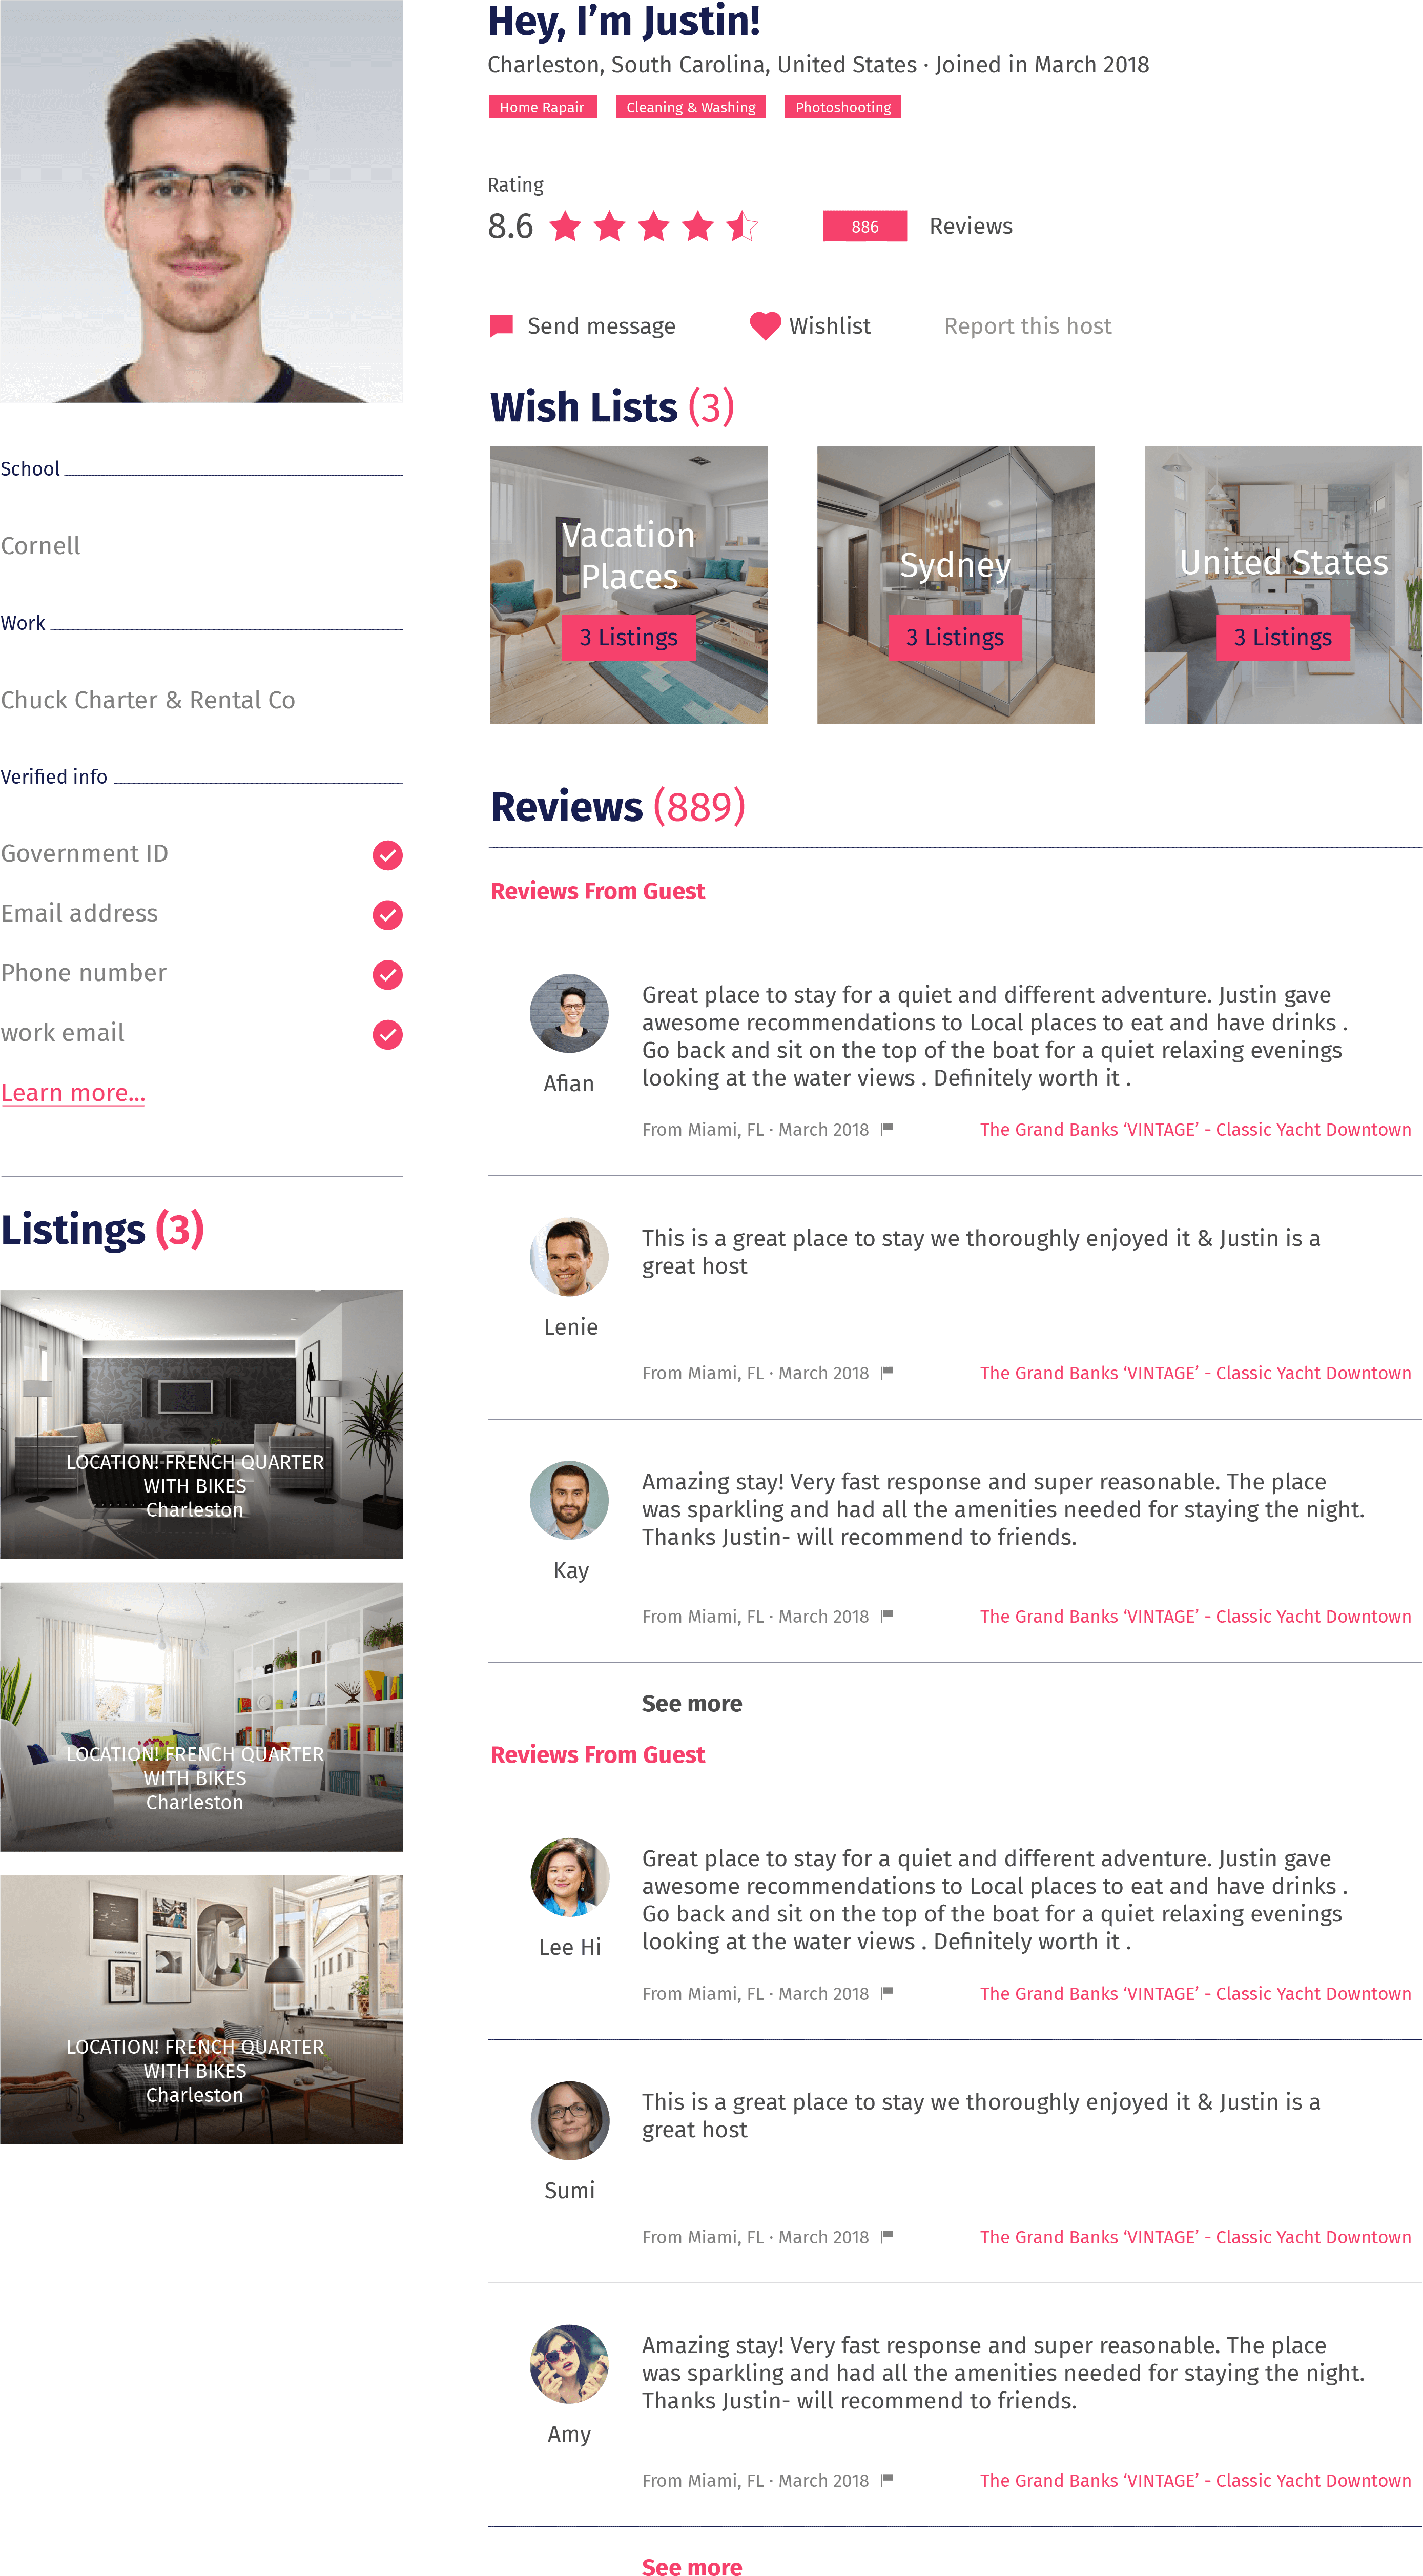 Hey, I’m Justin!
Charleston, South Carolina, United States · Joined in March 2018
Home Rapair
Cleaning & Washing
Photoshooting
Rating
8.6
886
Reviews
Send message
Wishlist
Report this host
School
Cornell
Work
Chuck Charter & Rental Co
Verified info
Government ID
Email address
Phone number
work email
Learn more...
Listings (3)
LOCATION! FRENCH QUARTER
WITH BIKES
Charleston
LOCATION! FRENCH QUARTER
WITH BIKES
Charleston
LOCATION! FRENCH QUARTER
WITH BIKES
Charleston
Wish Lists (3)
Vacation
Places
3 Listings
Sydney
3 Listings
United States
3 Listings
Reviews (889)
Reviews From Guest
Afian
Great place to stay for a quiet and different adventure. Justin gave
awesome recommendations to Local places to eat and have drinks .
Go back and sit on the top of the boat for a quiet relaxing evenings
looking at the water views . Definitely worth it .
From Miami, FL · March 2018
The Grand Banks ‘VINTAGE’ - Classic Yacht Downtown
Lenie
This is a great place to stay we thoroughly enjoyed it & Justin is a
great host
From Miami, FL · March 2018
The Grand Banks ‘VINTAGE’ - Classic Yacht Downtown
Kay
Amazing stay! Very fast response and super reasonable. The place
was sparkling and had all the amenities needed for staying the night.
Thanks Justin- will recommend to friends.
From Miami, FL · March 2018
The Grand Banks ‘VINTAGE’ - Classic Yacht Downtown
See more
Reviews From Guest
Lee Hi
Great place to stay for a quiet and different adventure. Justin gave
awesome recommendations to Local places to eat and have drinks .
Go back and sit on the top of the boat for a quiet relaxing evenings
looking at the water views . Definitely worth it .
From Miami, FL · March 2018
The Grand Banks ‘VINTAGE’ - Classic Yacht Downtown
Sumi
This is a great place to stay we thoroughly enjoyed it & Justin is a
great host
From Miami, FL · March 2018
The Grand Banks ‘VINTAGE’ - Classic Yacht Downtown
Amy
Amazing stay! Very fast response and super reasonable. The place
was sparkling and had all the amenities needed for staying the night.
Thanks Justin- will recommend to friends.
From Miami, FL · March 2018
The Grand Banks ‘VINTAGE’ - Classic Yacht Downtown
See more